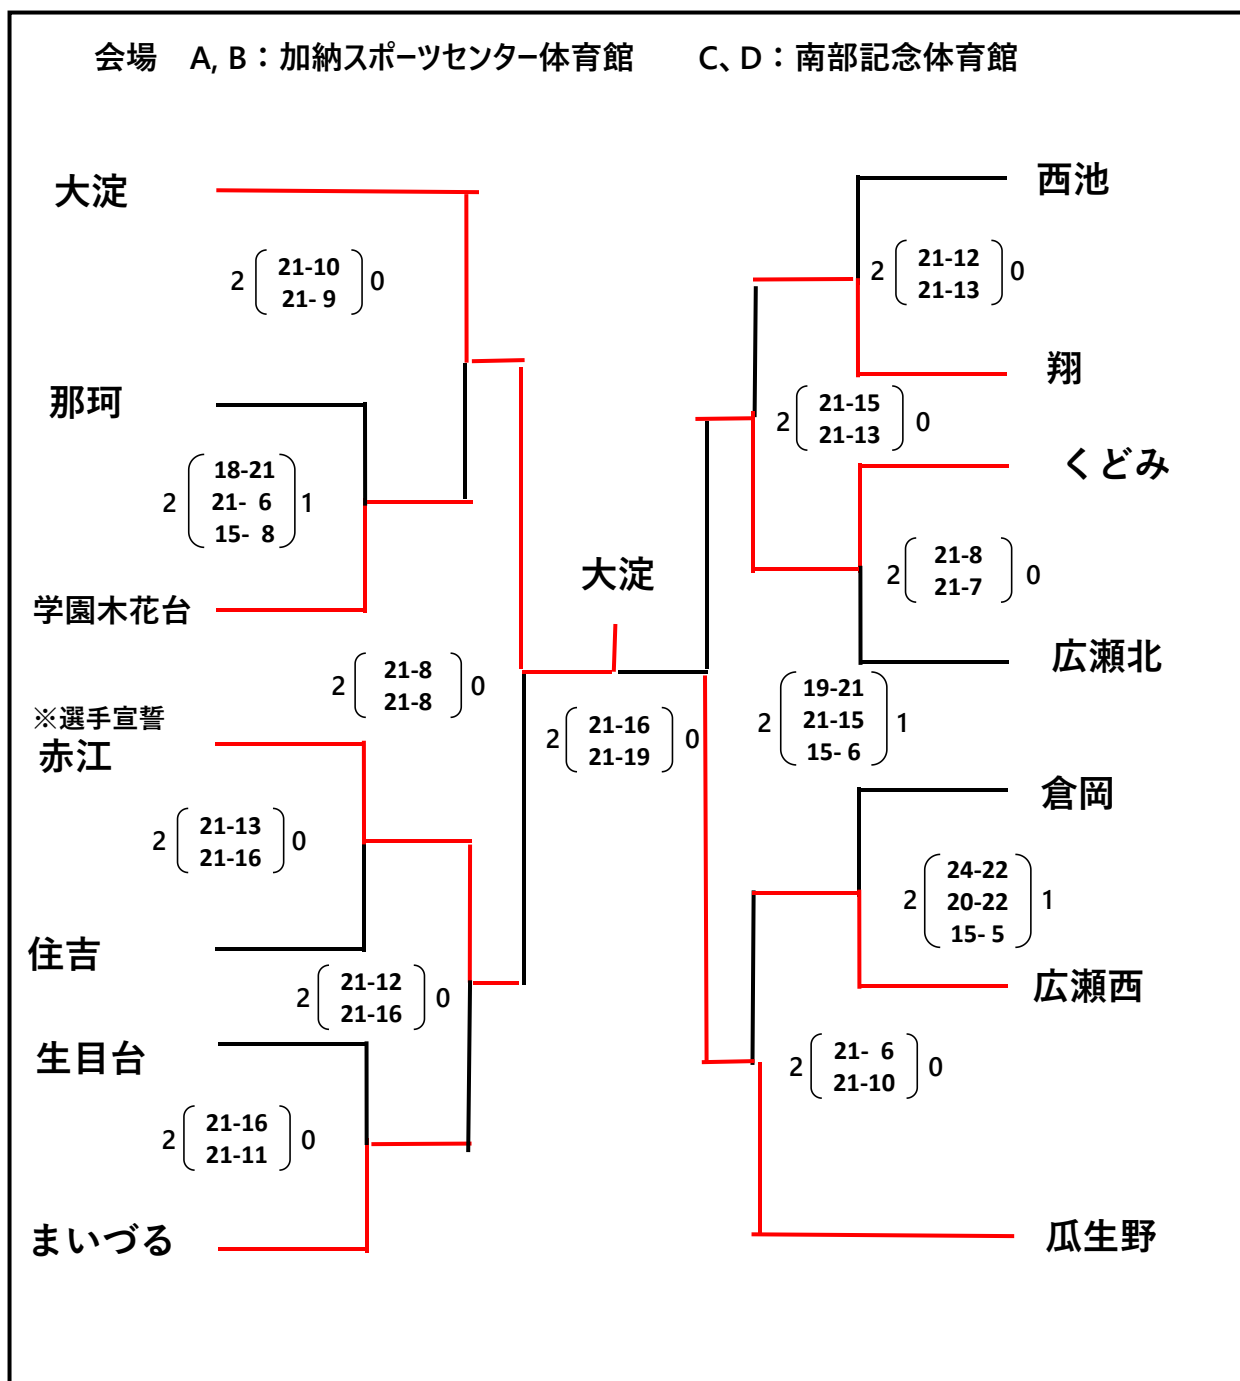 会場　A, B：加納スポーツセンター体育館　　C、D：南部記念体育館
大淀
2 21-10 0
21- 9
那珂
18-21
2 21- 6 1
15- 8
学園木花台
2 21-8 0
21-8
※選手宣誓
赤江
2 21-13 0
21-16
住吉
2 21-12 0
21-16
生目台
2 21-16 0
21-11
まいづる
大淀
2 21-16 0
21-19
西池
2 21-12 0
21-13
翔
2 21-15 0
21-13
くどみ
2 21-8 0
21-7
広瀬北
19-21
2 21-15 1
15- 6
倉岡
24-22
2 20-22 1
15- 5
広瀬西
2 21- 6 0
21-10
瓜生野